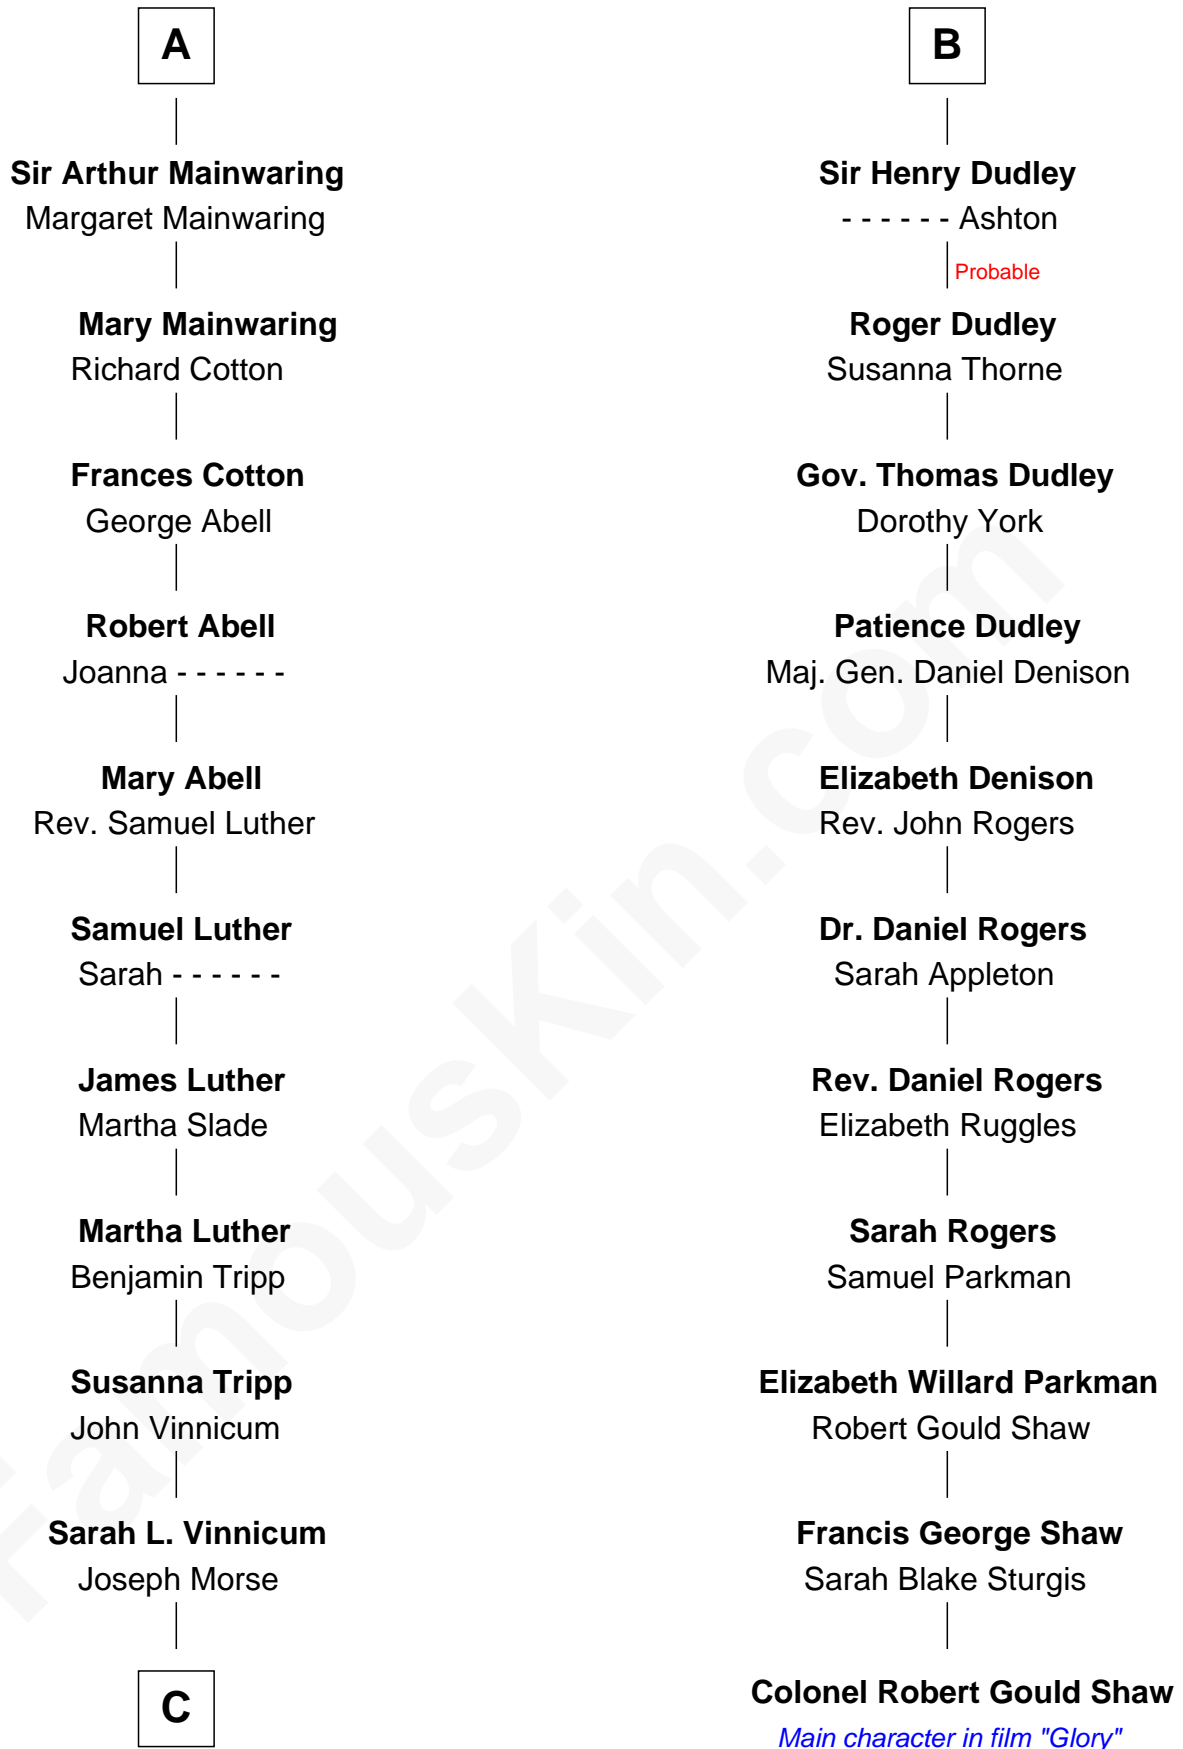 A
Sir Arthur Mainwaring
Margaret Mainwaring
Mary Mainwaring
Richard Cotton
Frances Cotton
George Abell
Robert Abell
Joanna - - - - - -
Mary Abell
Rev. Samuel Luther
Samuel Luther
Sarah - - - - - -
James Luther
Martha Slade
Martha Luther
Benjamin Tripp
Susanna Tripp
John Vinnicum
Sarah L. Vinnicum
Joseph Morse
C
B
Sir Henry Dudley
- - - - - - Ashton
Probable
Roger Dudley
Susanna Thorne
Gov. Thomas Dudley
Dorothy York
Patience Dudley
Maj. Gen. Daniel Denison
Elizabeth Denison
Rev. John Rogers
Dr. Daniel Rogers
Sarah Appleton
Rev. Daniel Rogers
Elizabeth Ruggles
Sarah Rogers
Samuel Parkman
Elizabeth Willard Parkman
Robert Gould Shaw
Francis George Shaw
Sarah Blake Sturgis
Colonel Robert Gould Shaw
Main character in film "Glory"
FamousKin.com